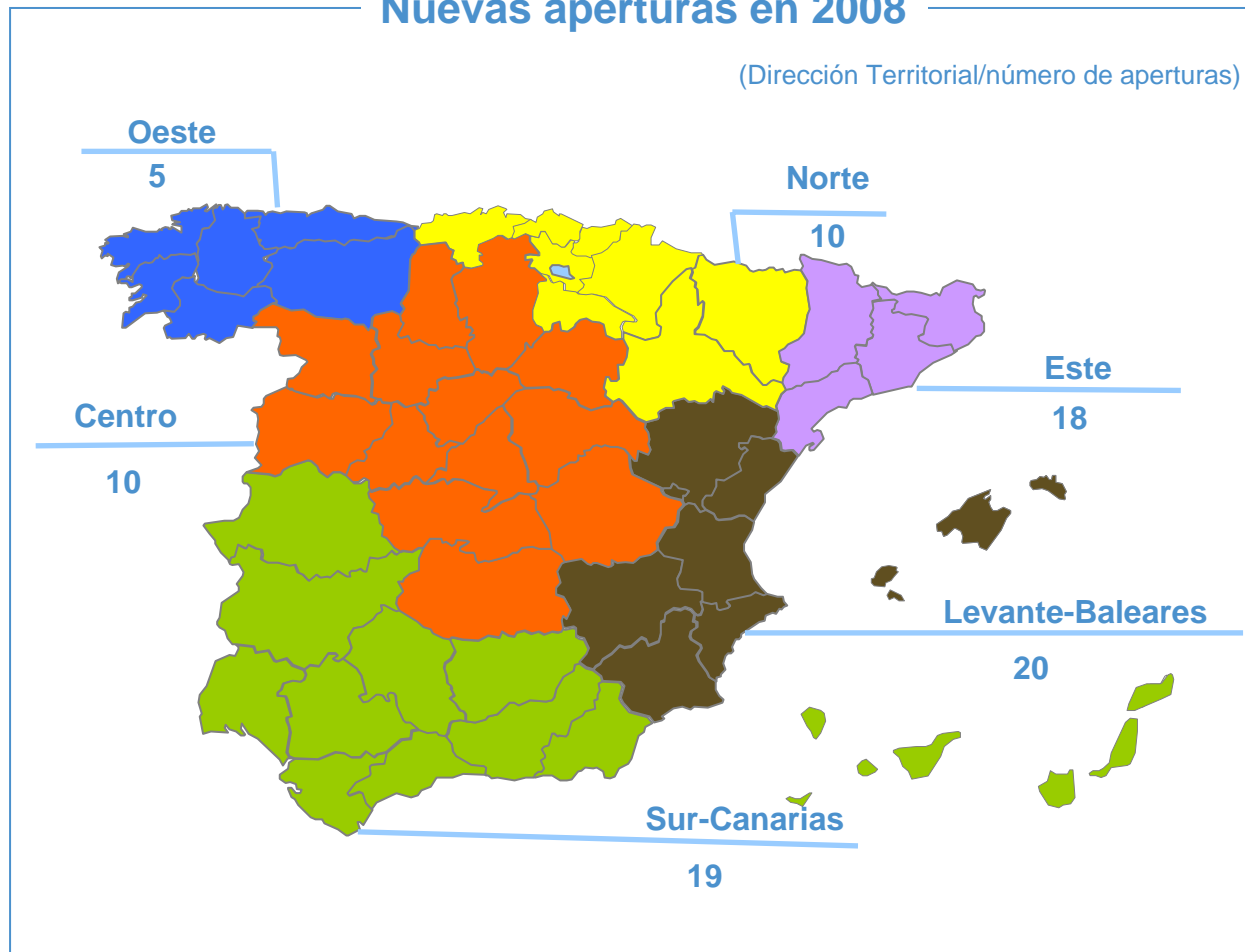 Nuevas aperturas en 2008
(Dirección Territorial/número de aperturas)
Oeste
5
Norte
10
Este
18
Centro
10
Levante-Baleares
20
Sur-Canarias
19